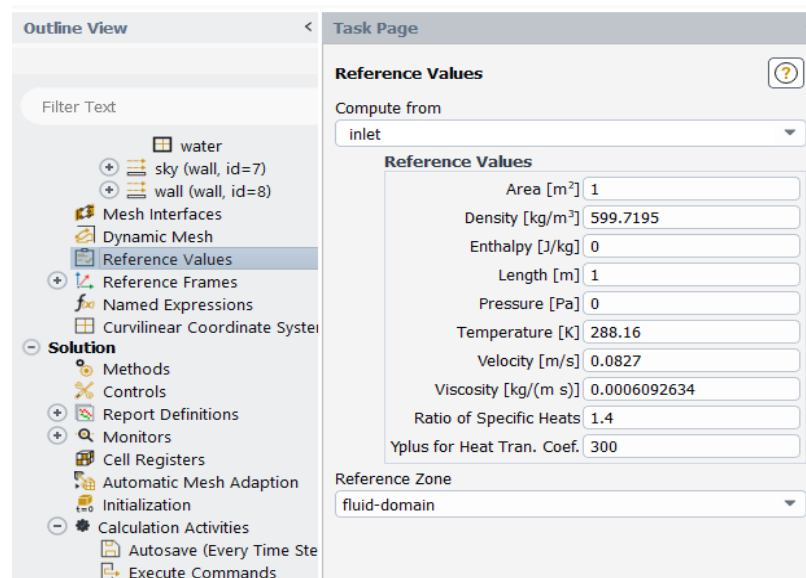 Outline View <
Filter Text
water
sky (wall, id=7)
wall (wall, id=8)
Mesh Interfaces
Dynamic Mesh
Reference Values
Reference Frames
Named Expressions
Curvilinear Coordinate Syster
Solution
Methods
Controls
Report Definitions
Monitors
Cell Registers
Automatic Mesh Adaption
Initialization
Calculation Activities
Autosave (Every Time Ste
Execute Commands
Task Page
Reference Values
?
Compute from
inlet
Reference Values
Area [m²] 1
Density [kg/m³] 599.7195
Enthalpy [J/kg] 0
Length [m] 1
Pressure [Pa] 0
Temperature [K] 288.16
Velocity [m/s] 0.0827
Viscosity [kg/(m s)] 0.0006092634
Ratio of Specific Heats 1.4
Yplus for Heat Tran. Coef. 300
Reference Zone
fluid-domain